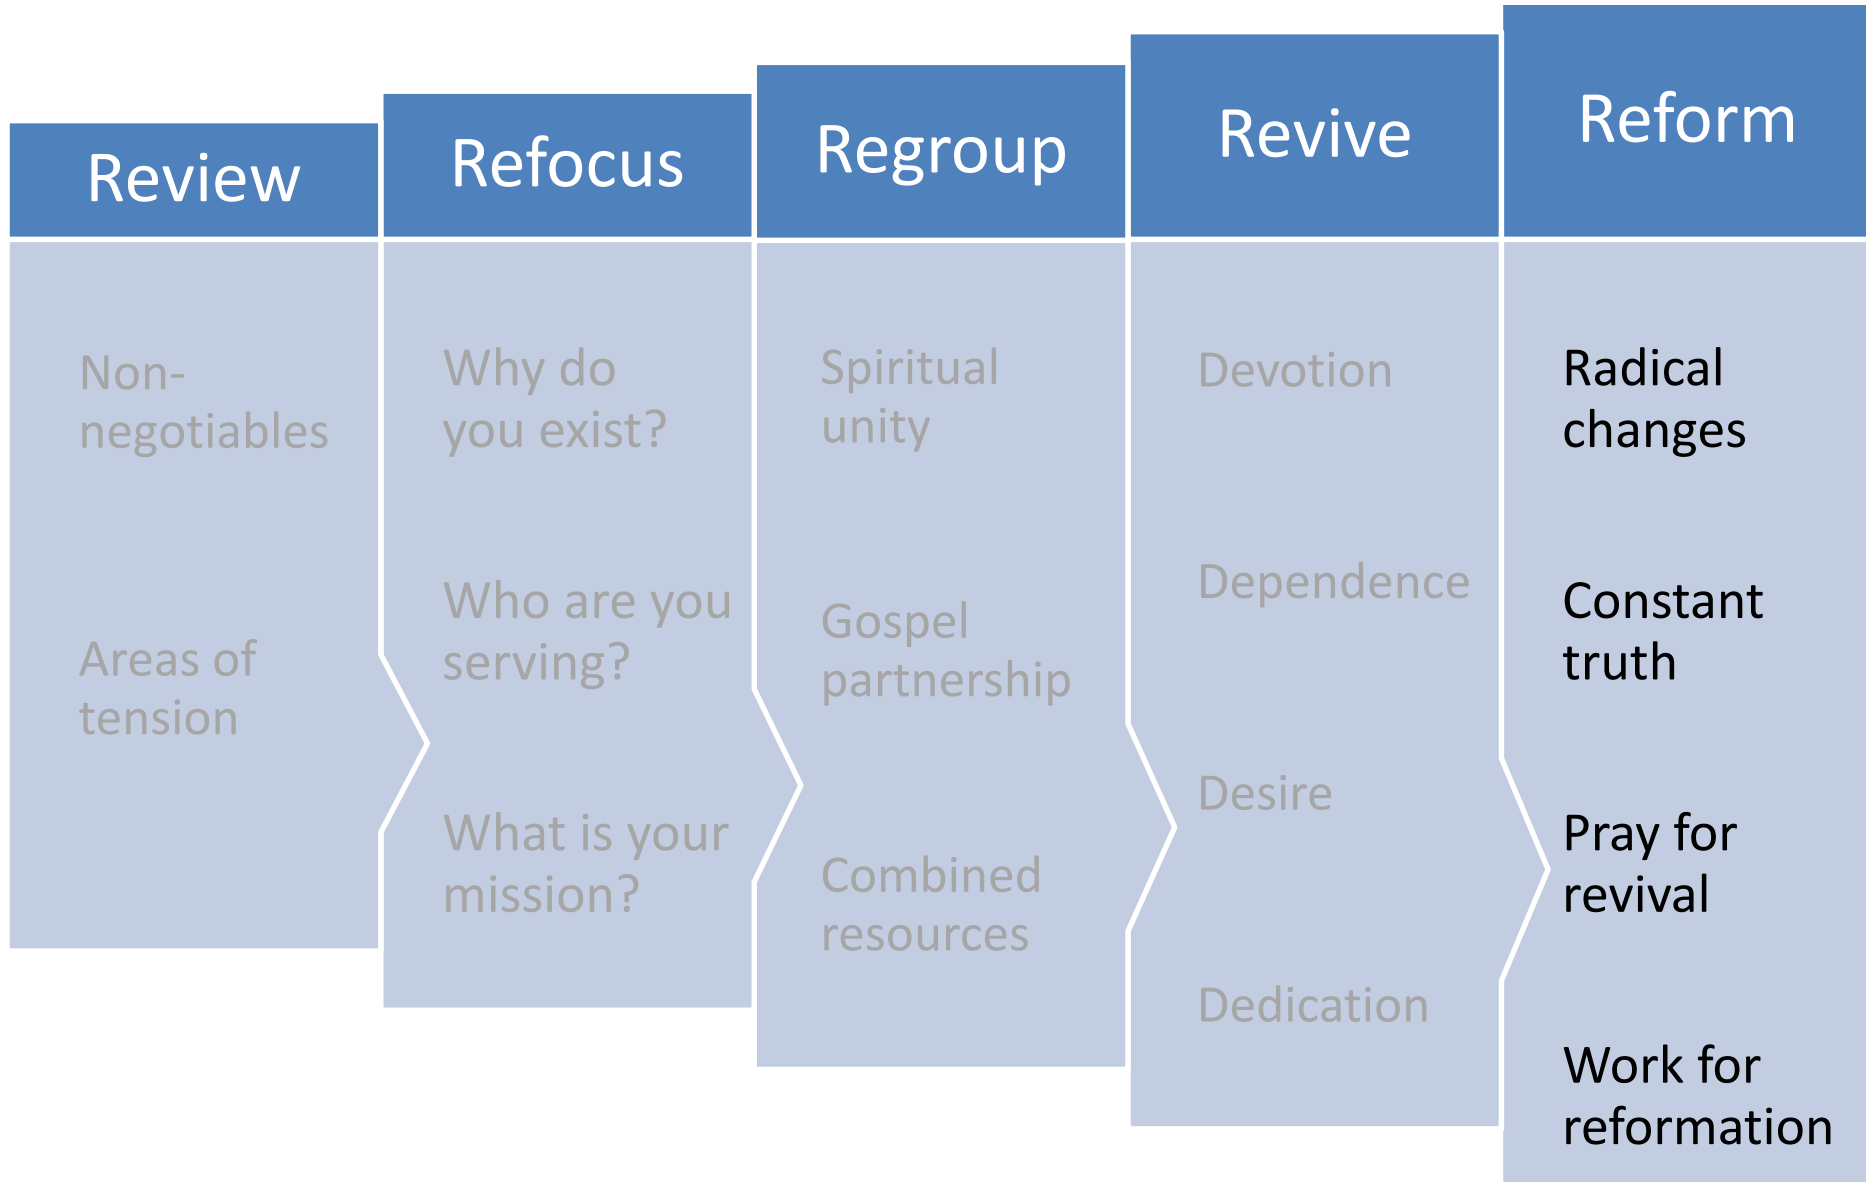 Review
Non-
negotiables
Areas of
tension
Refocus
Why do
you exist?
Who are you
serving?
What is your
mission?
Regroup
Spiritual
unity
Gospel
partnership
Combined
resources
Revive
Devotion
Dependence
Desire
Dedication
Reform
Radical
changes
Constant
truth
Pray for
revival
Work for
reformation